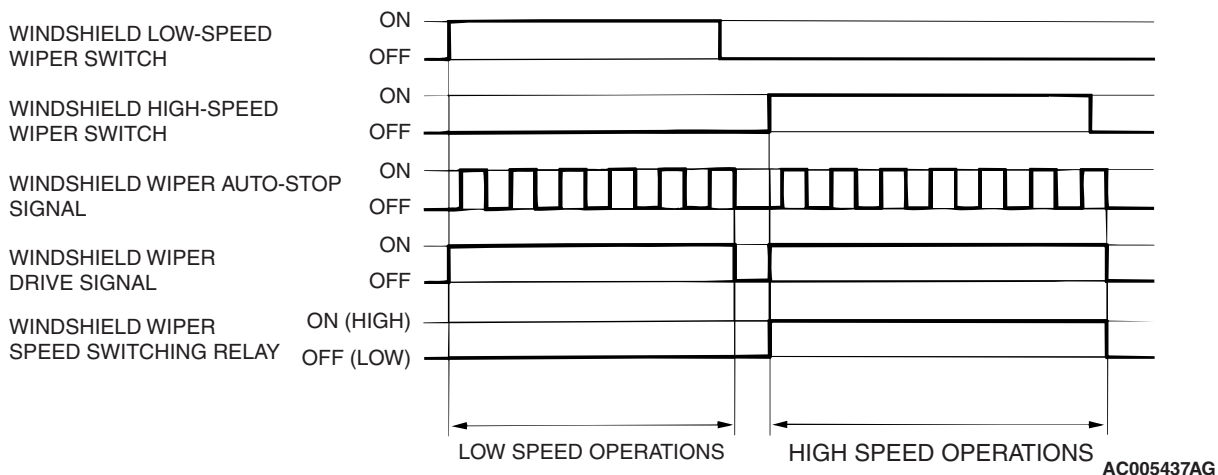 WINDSHIELD LOW-SPEED
WIPER SWITCH
ON
OFF
WINDSHIELD HIGH-SPEED
WIPER SWITCH
ON
OFF
WINDSHIELD WIPER AUTO-STOP
SIGNAL
ON
OFF
WINDSHIELD WIPER
DRIVE SIGNAL
ON
OFF
WINDSHIELD WIPER
SPEED SWITCHING RELAY
ON (HIGH)
OFF (LOW)
LOW SPEED OPERATIONS
HIGH SPEED OPERATIONS
AC005437AG